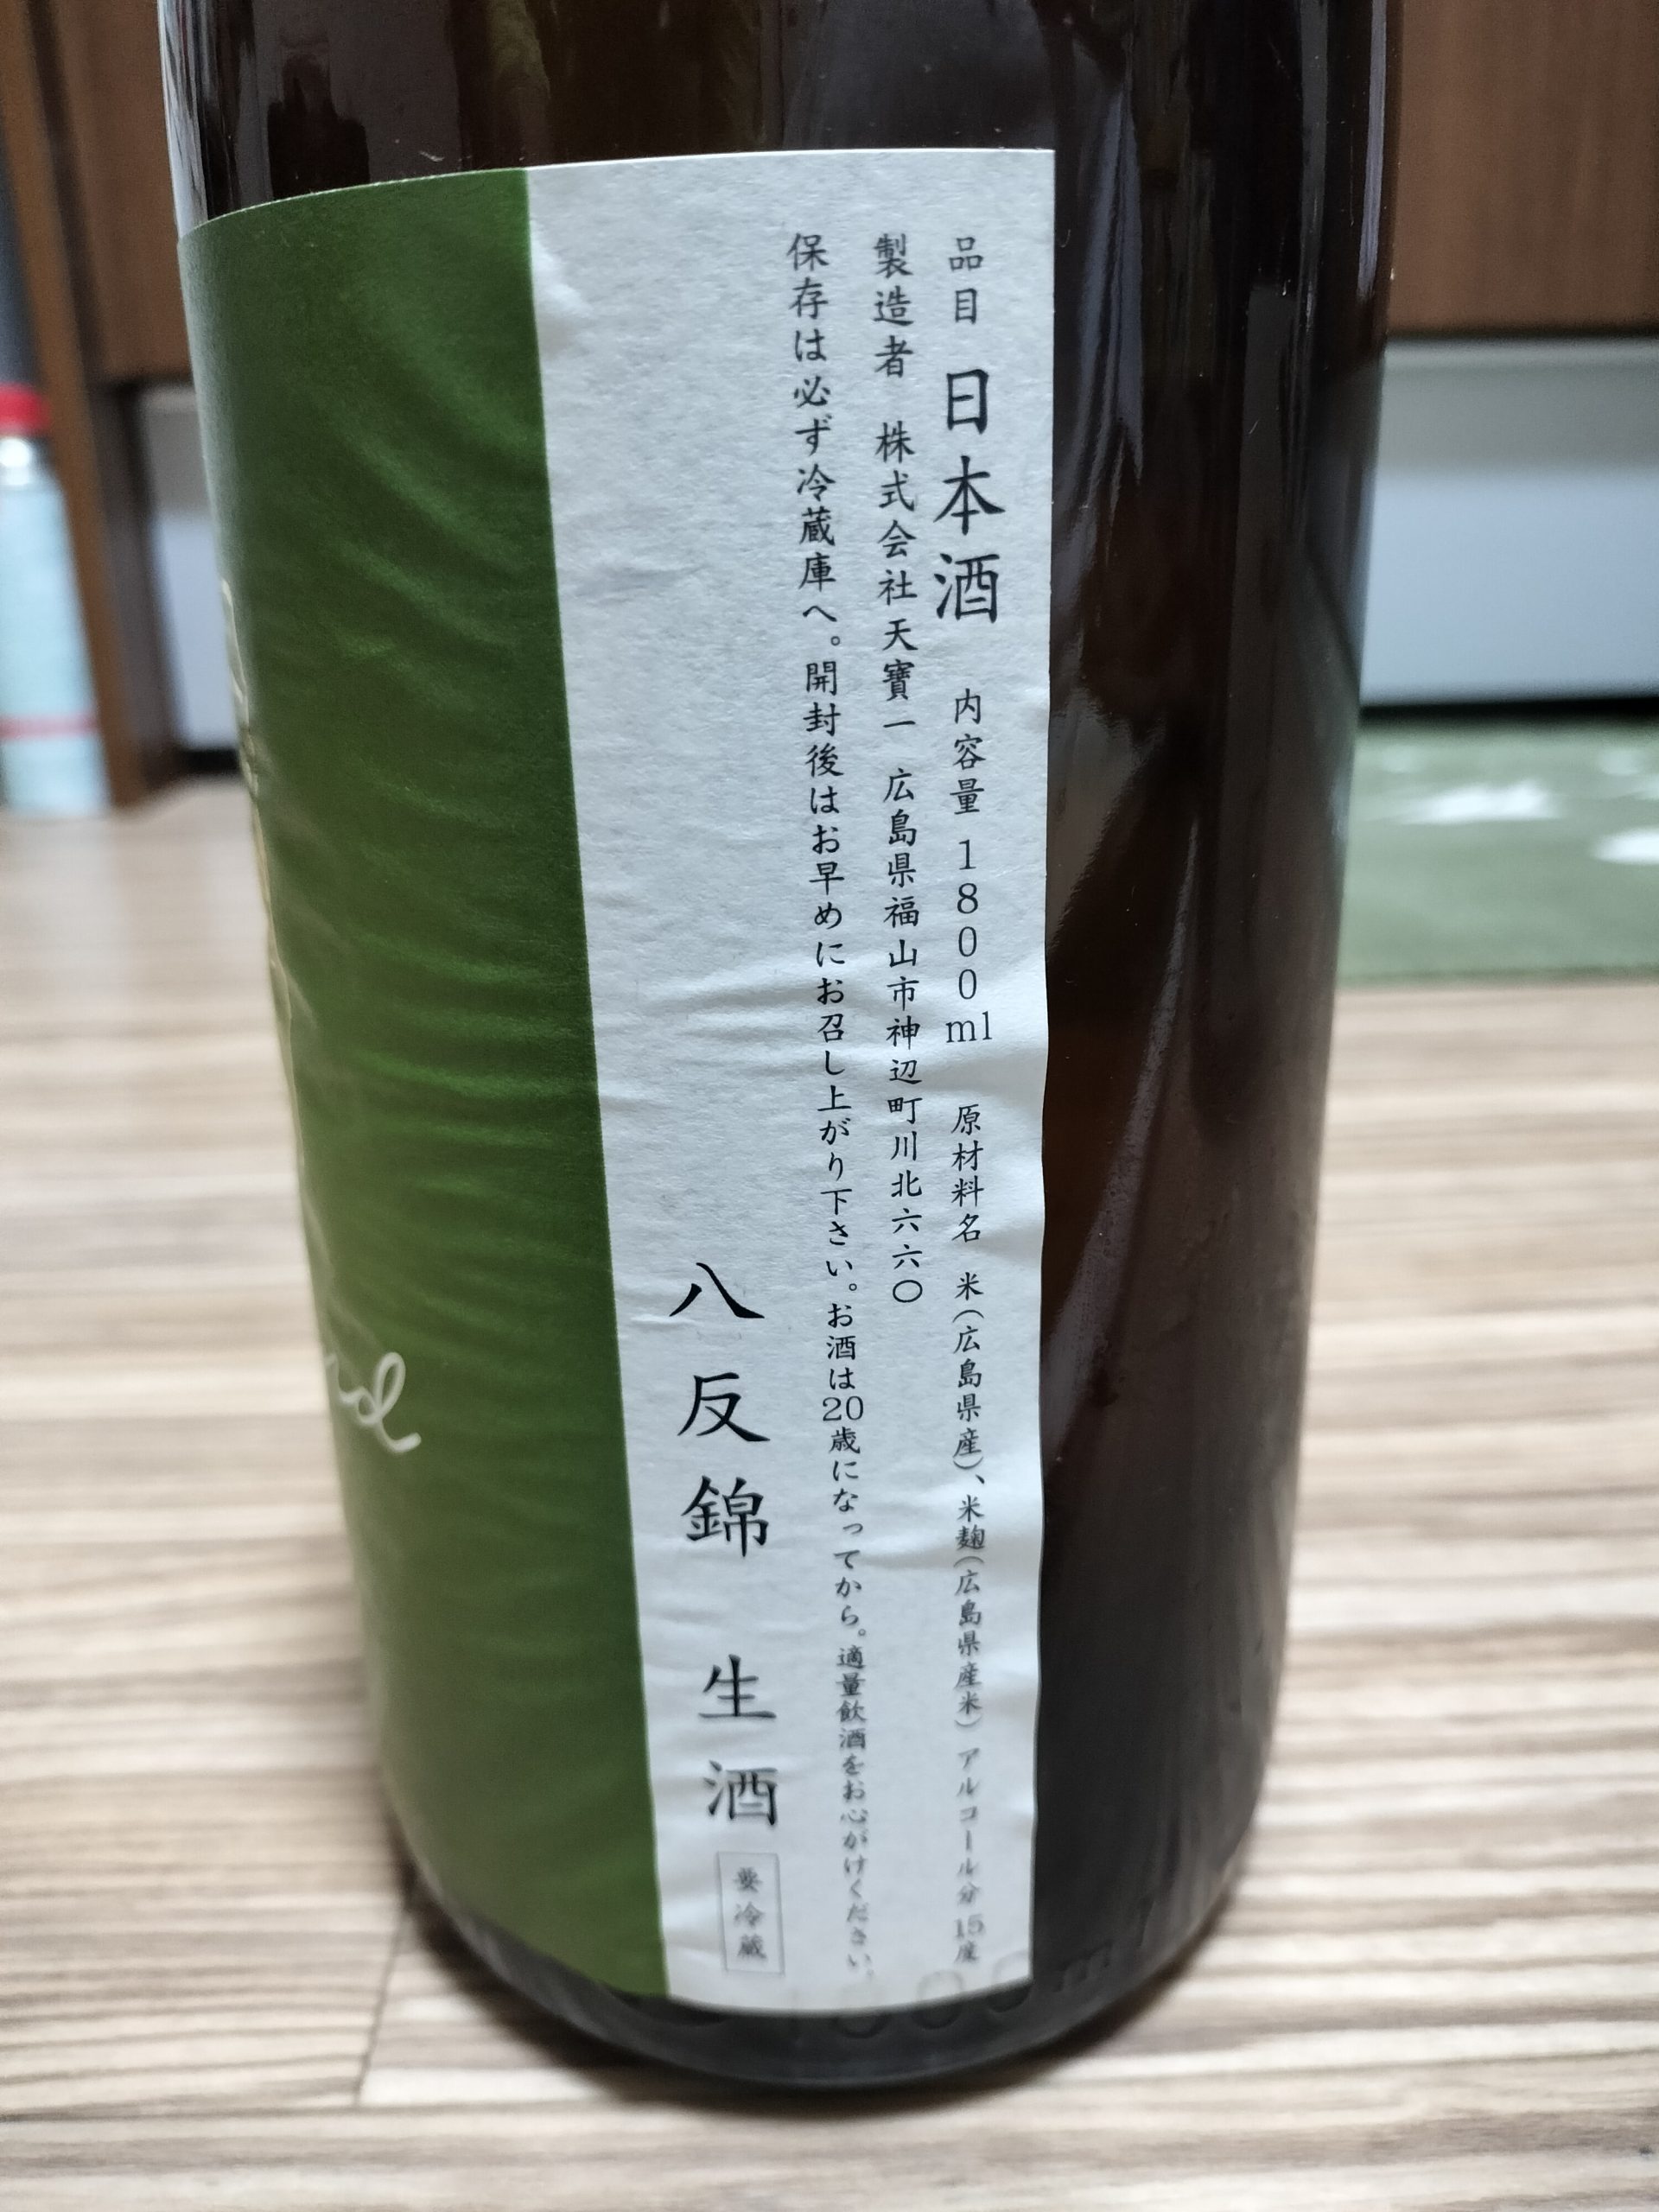 品目 日本酒 内容量 1800ml 原材料名 米(広島県産)、米麹(広島県産米) アルコール分 15度
製造者 株式会社天寶一 広島県福山市神辺町川北六六〇
保存は必ず冷蔵庫へ。開封後はお早めにお召し上がり下さい。お酒は20歳になってから。適量飲酒をお心がけください。
八反錦 生酒 要冷蔵
1800ml